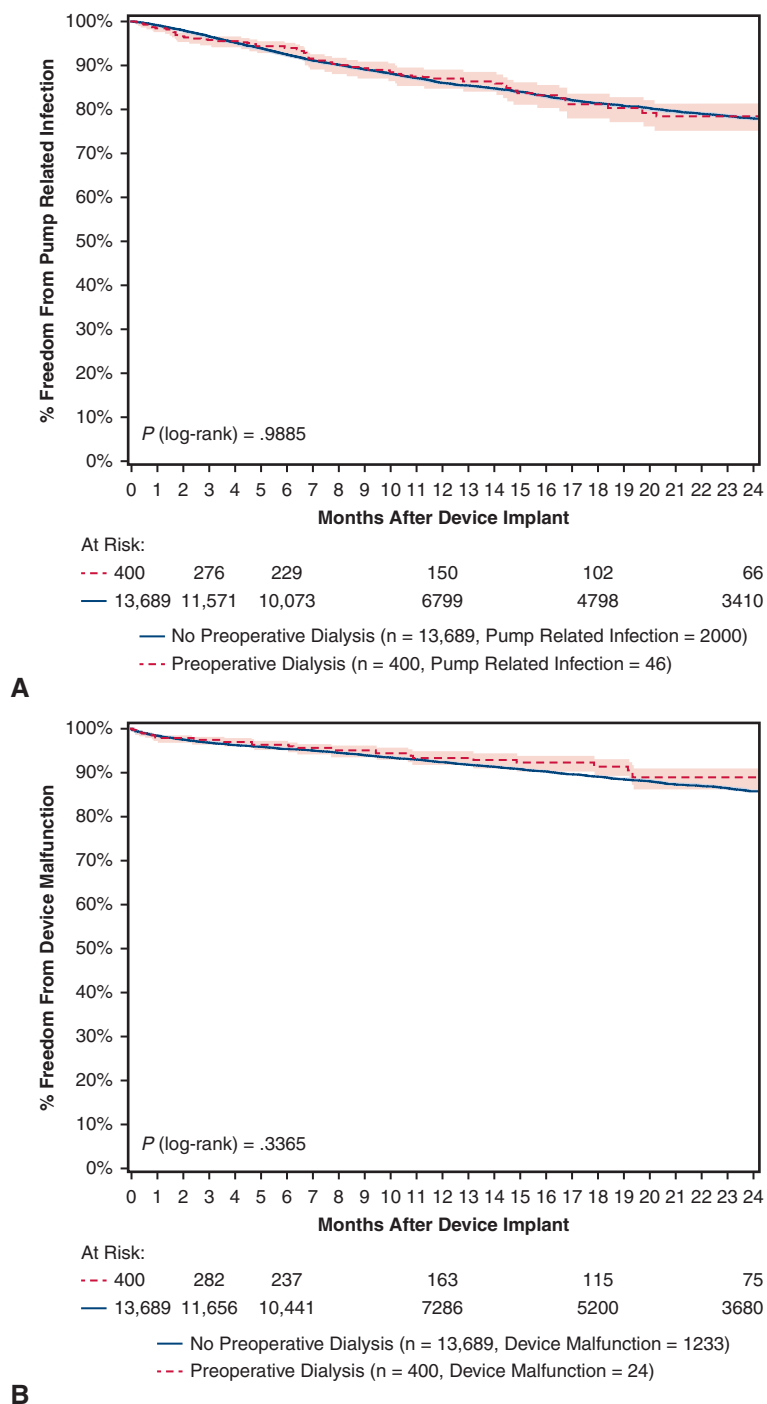 100%
90%
80%
70%
60%
50%
40%
30%
20%
10%
0%
% Freedom From Pump Related Infection
P (log-rank) = .9885
0 1 2 3 4 5 6 7 8 9 10 11 12 13 14 15 16 17 18 19 20 21 22 23 24
Months After Device Implant
At Risk:
400 276 229 150 102 66
13,689 11,571 10,073 6799 4798 3410
No Preoperative Dialysis (n = 13,689, Pump Related Infection = 2000)
Preoperative Dialysis (n = 400, Pump Related Infection = 46)
A
100%
90%
80%
70%
60%
50%
40%
30%
20%
10%
0%
% Freedom From Device Malfunction
P (log-rank) = .3365
0 1 2 3 4 5 6 7 8 9 10 11 12 13 14 15 16 17 18 19 20 21 22 23 24
Months After Device Implant
At Risk:
400 282 237 163 115 75
13,689 11,656 10,441 7286 5200 3680
No Preoperative Dialysis (n = 13,689, Device Malfunction = 1233)
Preoperative Dialysis (n = 400, Device Malfunction = 24)
B